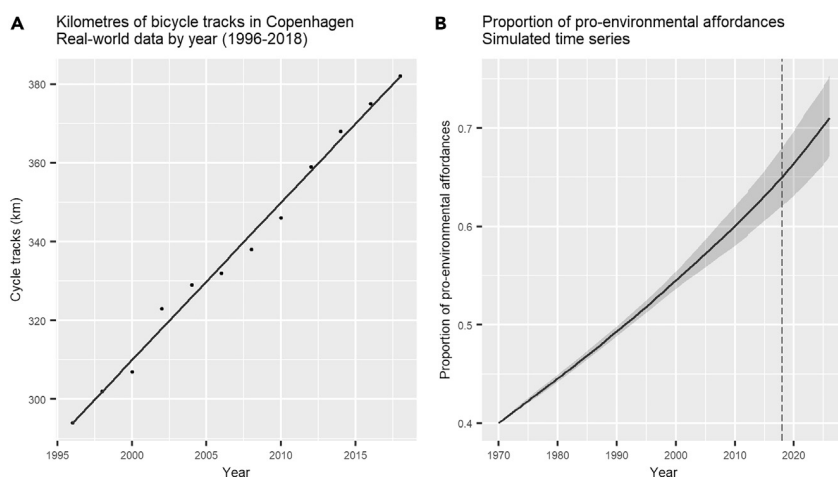 A
Kilometres of bicycle tracks in Copenhagen
Real-world data by year (1996-2018)
380
360
340
320
300
Cycle tracks (km)
1995
2000
2005
2010
2015
Year
B
Proportion of pro-environmental affordances
Simulated time series
0.7
0.6
0.5
0.4
Proportion of pro-environmental affordances
1970
1980
1990
2000
2010
2020
Year